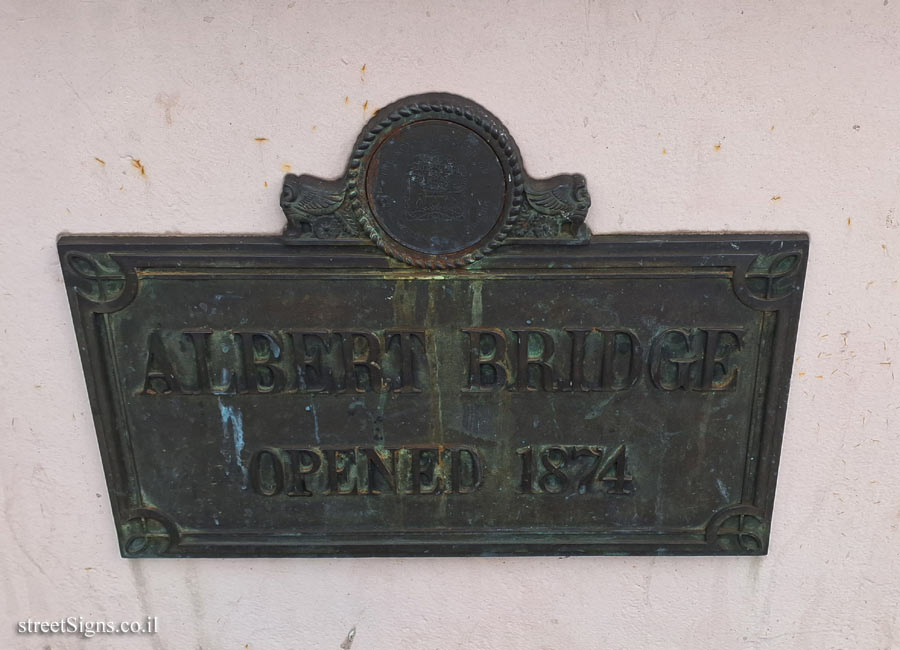 ALBERT BRIDGE
OPENED 1874
streetSigns.co.il